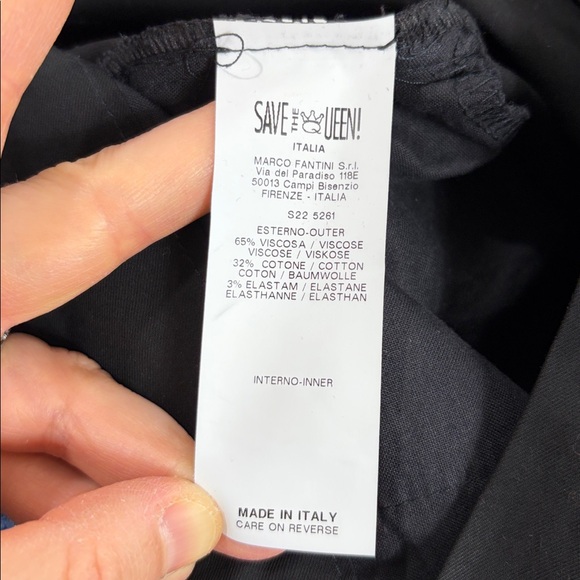 SAVE THE QUEEN!
ITALIA
MARCO FANTINI S.r.l.
Via del Paradiso 118E
50013 Campi Bisenzio
FIRENZE - ITALIA
S22 5261
ESTERNO-OUTER
65% VISCOSA / VISCOSE
VISCOSE / VISKOSE
32% COTONE / COTTON
COTON / BAUMWOLLE
3% ELASTAM / ELASTANE
ELASTHANNE / ELASTHAN
INTERNO-INNER
MADE IN ITALY
CARE ON REVERSE